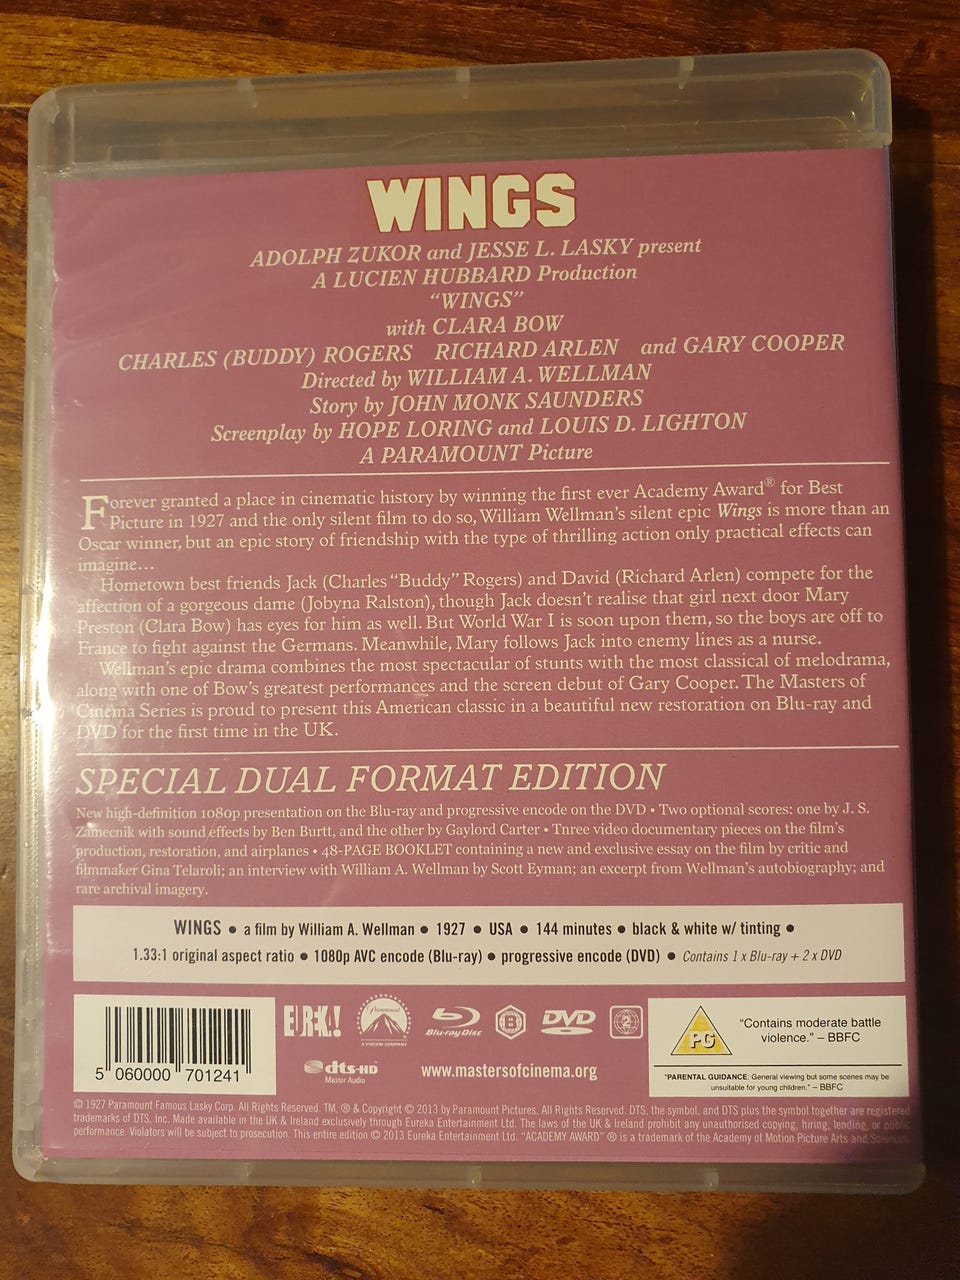 WINGS
ADOLPH ZUKOR and JESSE L. LASKY present
A LUCIEN HUBBARD Production
“WINGS”
with CLARA BOW
CHARLES (BUDDY) ROGERS RICHARD ARLEN and GARY COOPER
Directed by WILLIAM A. WELLMAN
Story by JOHN MONK SAUNDERS
Screenplay by HOPE LORING and LOUIS D. LIGHTON
A PARAMOUNT Picture
Forever granted a place in cinematic history by winning the first ever Academy Award® for Best
Picture in 1927 and the only silent film to do so, William Wellman’s silent epic Wings is more than an
Oscar winner, but an epic story of friendship with the type of thrilling action only practical effects can
imagine…
Hometown best friends Jack (Charles “Buddy” Rogers) and David (Richard Arlen) compete for the
affection of a gorgeous dame (Jobyna Ralston), though Jack doesn’t realise that girl next door Mary
Preston (Clara Bow) has eyes for him as well. But World War I is soon upon them, so the boys are off to
France to fight against the Germans. Meanwhile, Mary follows Jack into enemy lines as a nurse.
Wellman’s epic drama combines the most spectacular of stunts with the most classical of melodrama,
along with one of Bow’s greatest performances and the screen debut of Gary Cooper. The Masters of
Cinema Series is proud to present this American classic in a beautiful new restoration on Blu-ray and
DVD for the first time in the UK.
SPECIAL DUAL FORMAT EDITION
New high-definition 1080p presentation on the Blu-ray and progressive encode on the DVD • Two optional scores: one by J. S.
Zamecnik with sound effects by Ben Burtt, and the other by Gaylord Carter • Three video documentary pieces on the film’s
production, restoration, and airplanes • 48-PAGE BOOKLET containing a new and exclusive essay on the film by critic and
filmmaker Gina Telaroli; an interview with William A. Wellman by Scott Eyman; an excerpt from Wellman’s autobiography; and
rare archival imagery.
WINGS • a film by William A. Wellman • 1927 • USA • 144 minutes • black & white w/ tinting •
1.33:1 original aspect ratio • 1080p AVC encode (Blu-ray) • progressive encode (DVD) • Contains 1 x Blu-ray + 2 x DVD
5 060000 701241
EUREKA!
Paramount
A VIACOM COMPANY
Blu-ray Disc
B
DVD
2
dts-HD
Master Audio
www.mastersofcinema.org
PG
“Contains moderate battle
violence.” – BBFC
“PARENTAL GUIDANCE: General viewing but some scenes may be
unsuitable for young children.” – BBFC
© 1927 Paramount Famous Lasky Corp. All Rights Reserved. TM, ® & Copyright © 2013 by Paramount Pictures. All Rights Reserved. DTS, the symbol, and DTS plus the symbol together are registered
trademarks of DTS, Inc. Made available in the UK & Ireland exclusively through Eureka Entertainment Ltd. The laws of the UK & Ireland prohibit any unauthorised copying, hiring, lending, or public
performance. Violators will be subject to prosecution. This entire edition © 2013 Eureka Entertainment Ltd. “ACADEMY AWARD” ® is a trademark of the Academy of Motion Picture Arts and Sciences.